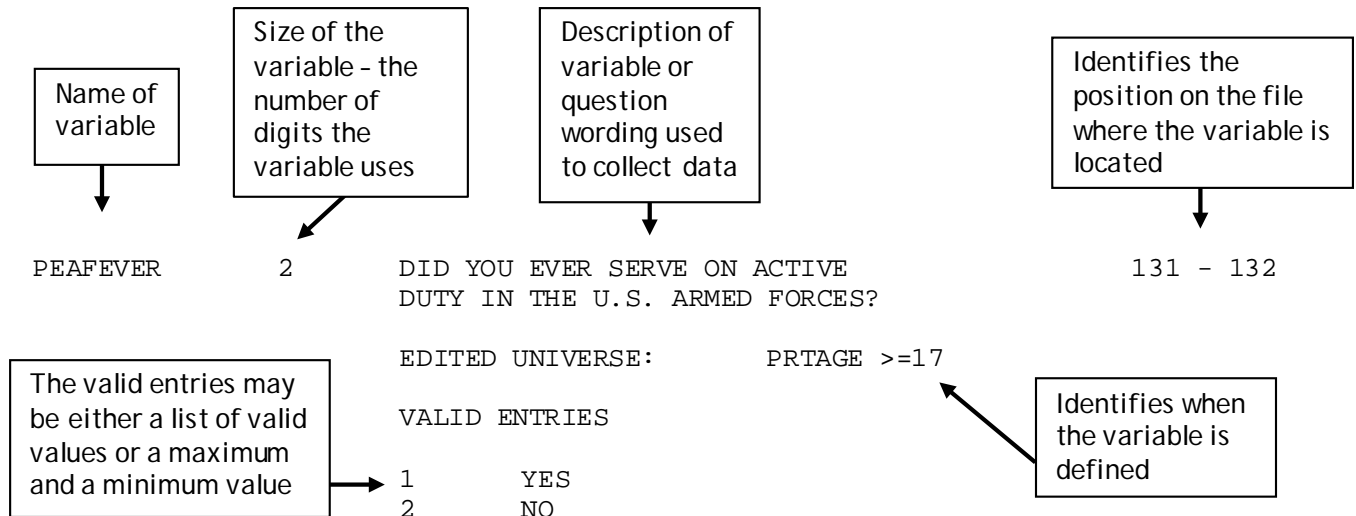 Name of
variable
Size of the
variable – the
number of
digits the
variable uses
Description of
variable or
question
wording used
to collect data
Identifies the
position on the file
where the variable is
located
PEAFEVER 2 DID YOU EVER SERVE ON ACTIVE 131 - 132
DUTY IN THE U.S. ARMED FORCES?
EDITED UNIVERSE: PRTAGE >=17
The valid entries may
be either a list of valid
values or a maximum
and a minimum value
VALID ENTRIES
Identifies when
the variable is
defined
1 YES
2 NO